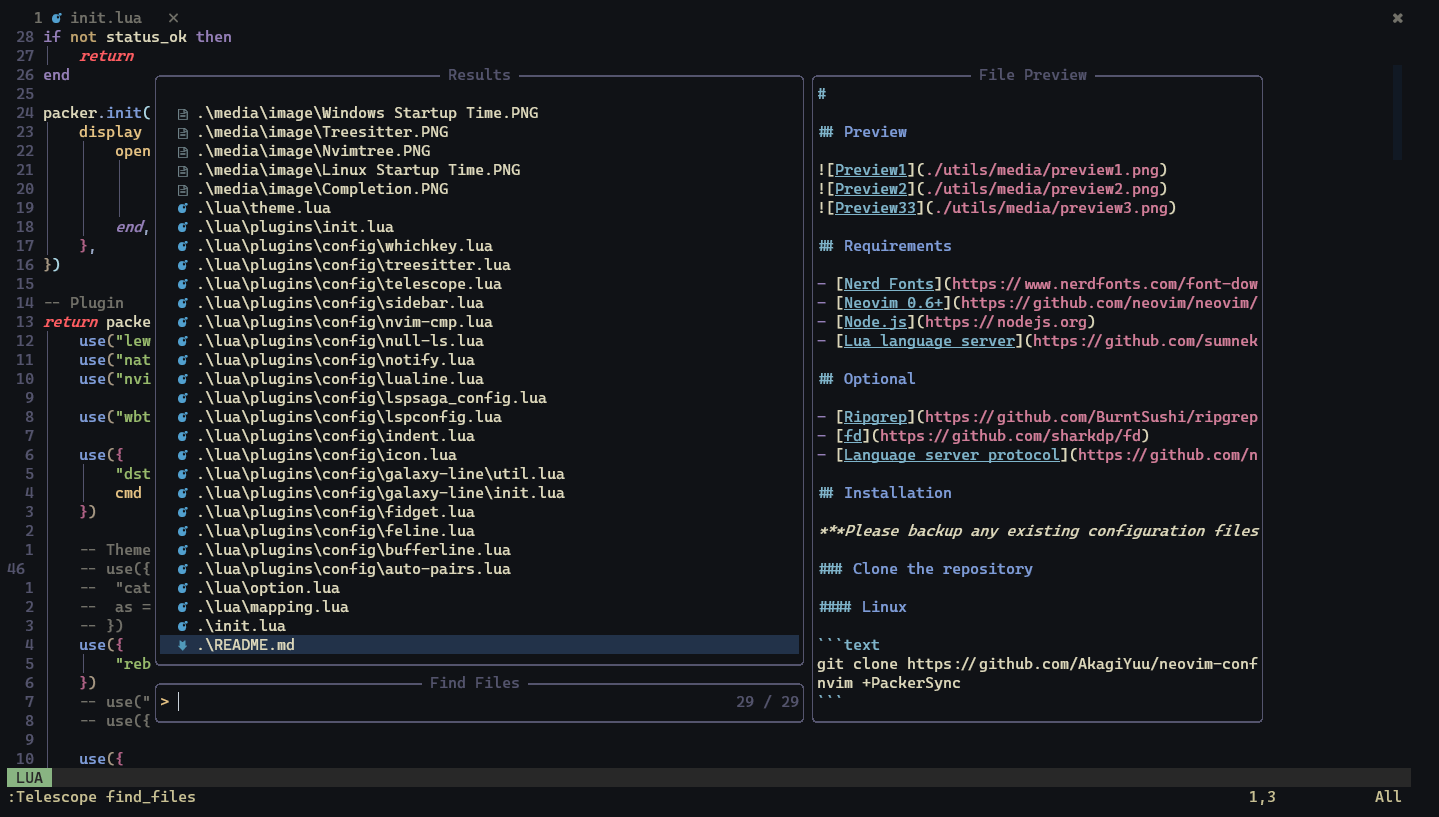 1 init.lua ×
28 if not status_ok then
27 return
26 end
25
24 packer.init(
23 display
22 open
21
20
19
18 end,
17 },
16 })
15
14 -- Plugin
13 return packe
12 use("lew
11 use("nat
10 use("nvi
9
8 use("wbt
7
6 use({
5 "dst
4 cmd
3 })
2
1 -- Theme
46 -- use({
1 -- "cat
2 -- as =
3 -- })
4 use({
5 "reb
6 })
7 -- use("
8 -- use({
9
10 use({
Results
.\media\image\Windows Startup Time.PNG
.\media\image\Treesitter.PNG
.\media\image\Nvimtree.PNG
.\media\image\Linux Startup Time.PNG
.\media\image\Completion.PNG
.\lua\theme.lua
.\lua\plugins\init.lua
.\lua\plugins\config\whichkey.lua
.\lua\plugins\config\treesitter.lua
.\lua\plugins\config\telescope.lua
.\lua\plugins\config\sidebar.lua
.\lua\plugins\config\nvim-cmp.lua
.\lua\plugins\config\null-ls.lua
.\lua\plugins\config\notify.lua
.\lua\plugins\config\lualine.lua
.\lua\plugins\config\lspsaga_config.lua
.\lua\plugins\config\lspconfig.lua
.\lua\plugins\config\indent.lua
.\lua\plugins\config\icon.lua
.\lua\plugins\config\galaxy-line\util.lua
.\lua\plugins\config\galaxy-line\init.lua
.\lua\plugins\config\fidget.lua
.\lua\plugins\config\feline.lua
.\lua\plugins\config\bufferline.lua
.\lua\plugins\config\auto-pairs.lua
.\lua\option.lua
.\lua\mapping.lua
.\init.lua
.\README.md
Find Files
> 29 / 29
File Preview
#
## Preview
![Preview1](./utils/media/preview1.png)
![Preview2](./utils/media/preview2.png)
![Preview33](./utils/media/preview3.png)
## Requirements
- [Nerd Fonts](https://www.nerdfonts.com/font-dow
- [Neovim 0.6+](https://github.com/neovim/neovim/
- [Node.js](https://nodejs.org)
- [Lua language server](https://github.com/sumnek
## Optional
- [Ripgrep](https://github.com/BurntSushi/ripgrep
- [fd](https://github.com/sharkdp/fd)
- [Language server protocol](https://github.com/n
## Installation
***Please backup any existing configuration files
### Clone the repository
#### Linux
```text
git clone https://github.com/AkagiYuu/neovim-conf
nvim +PackerSync
```
LUA
:Telescope find_files 1,3 All